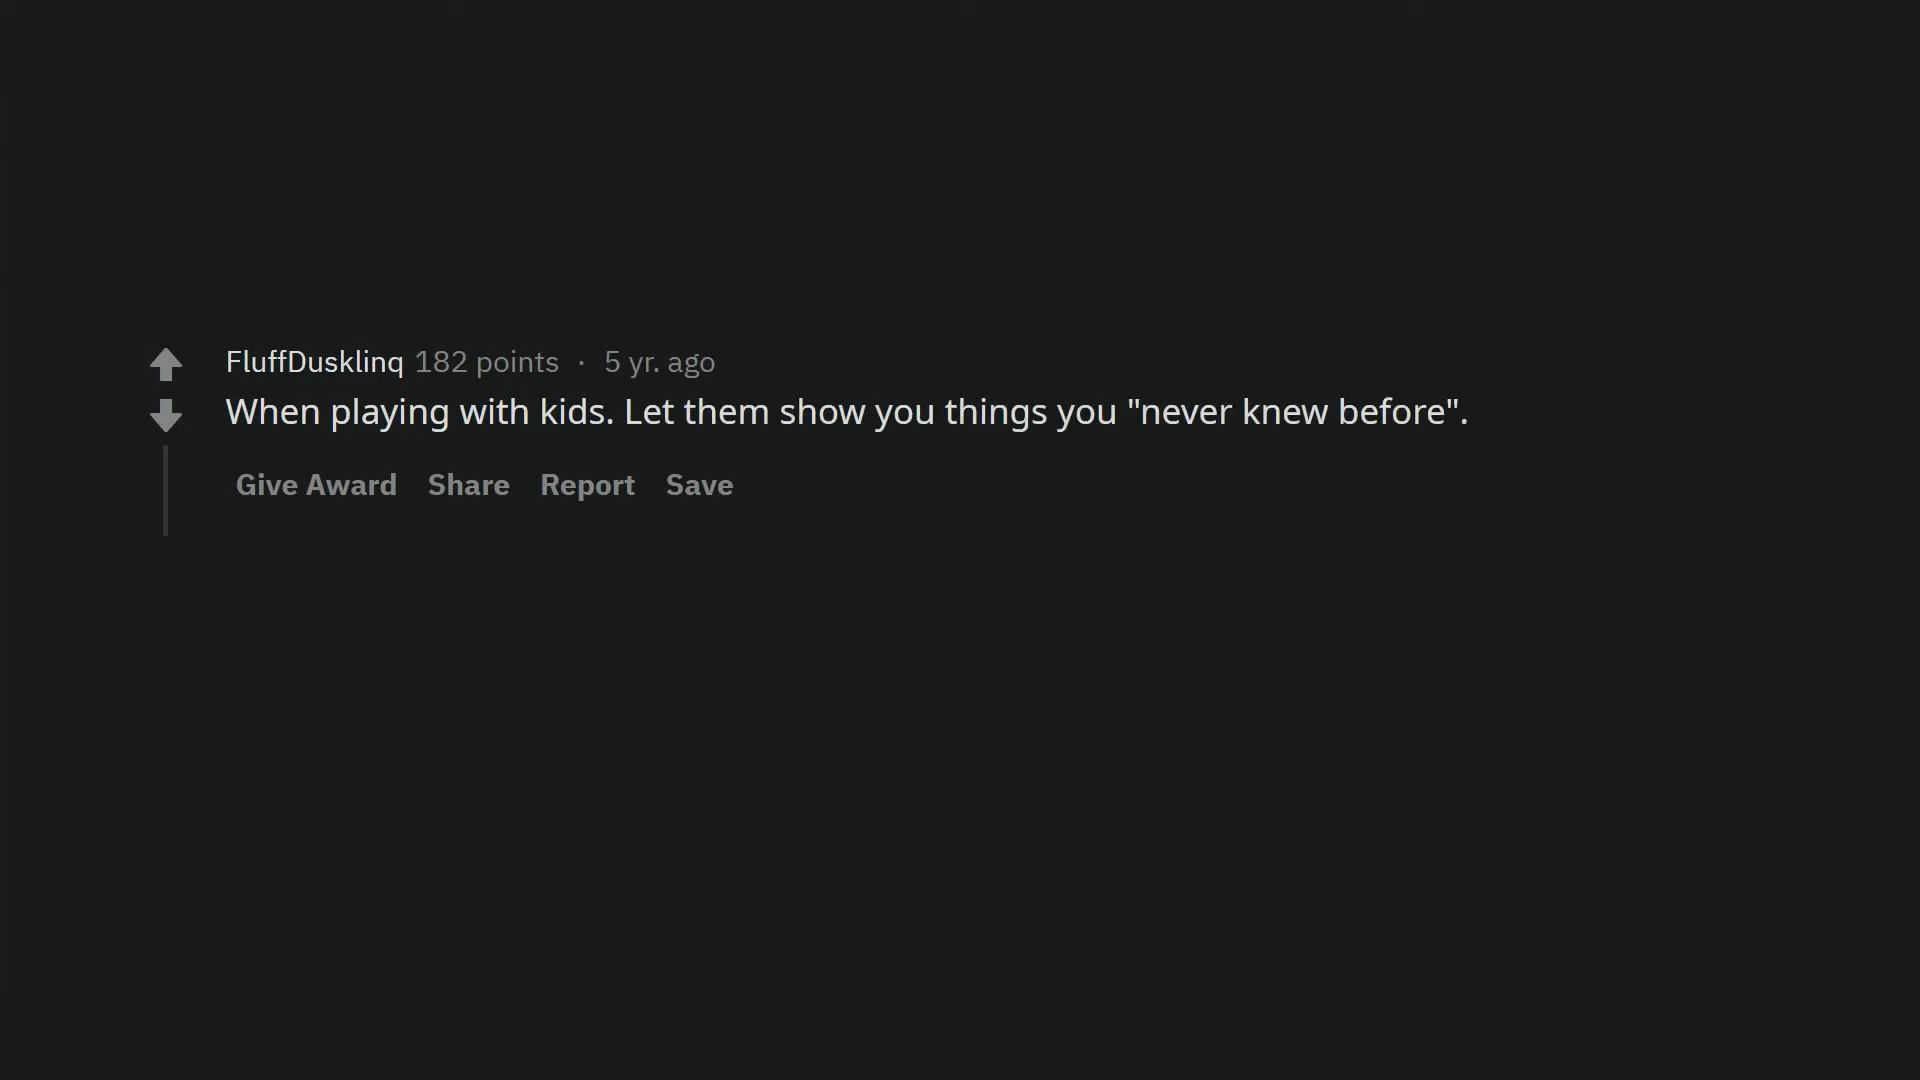 FluffDusklinq 182 points · 5 yr. ago
When playing with kids. Let them show you things you "never knew before".
Give Award Share Report Save